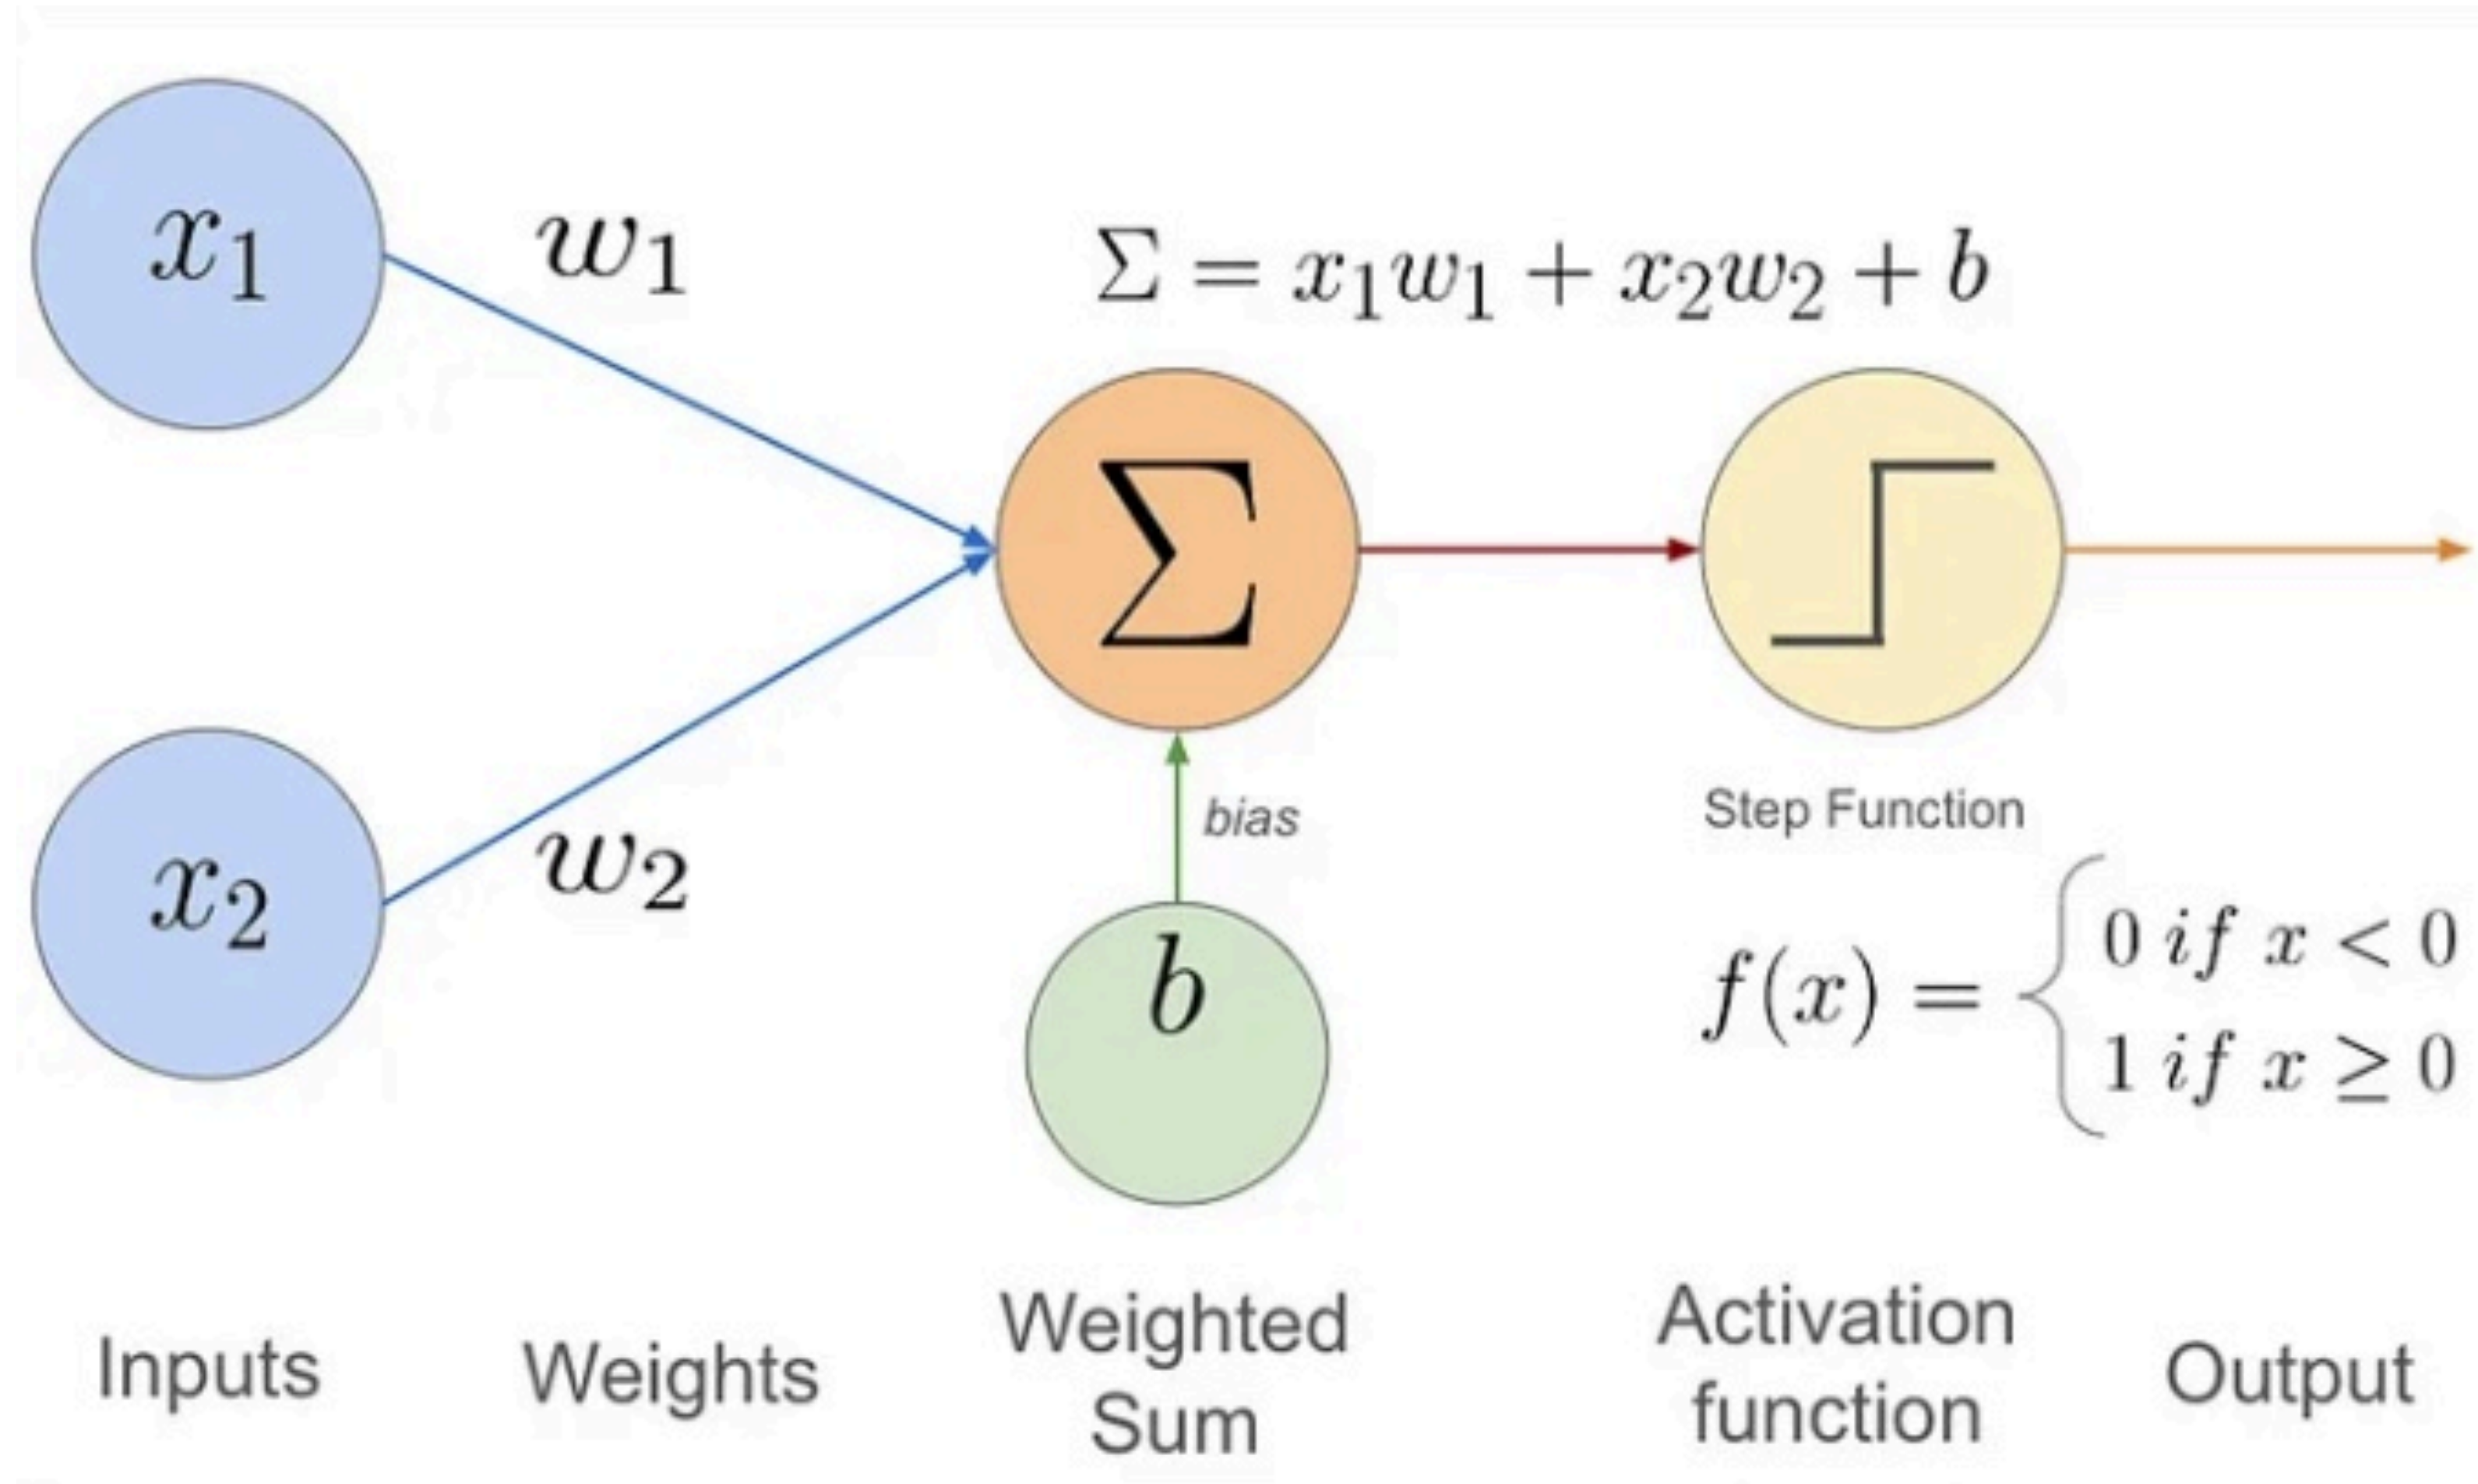 x₁
w₁
Σ = x₁w₁ + x₂w₂ + b
Σ
x₂
w₂
bias
b
Step Function
f(x) = { 0 if x < 0
1 if x ≥ 0
Inputs
Weights
Weighted
Sum
Activation
function
Output